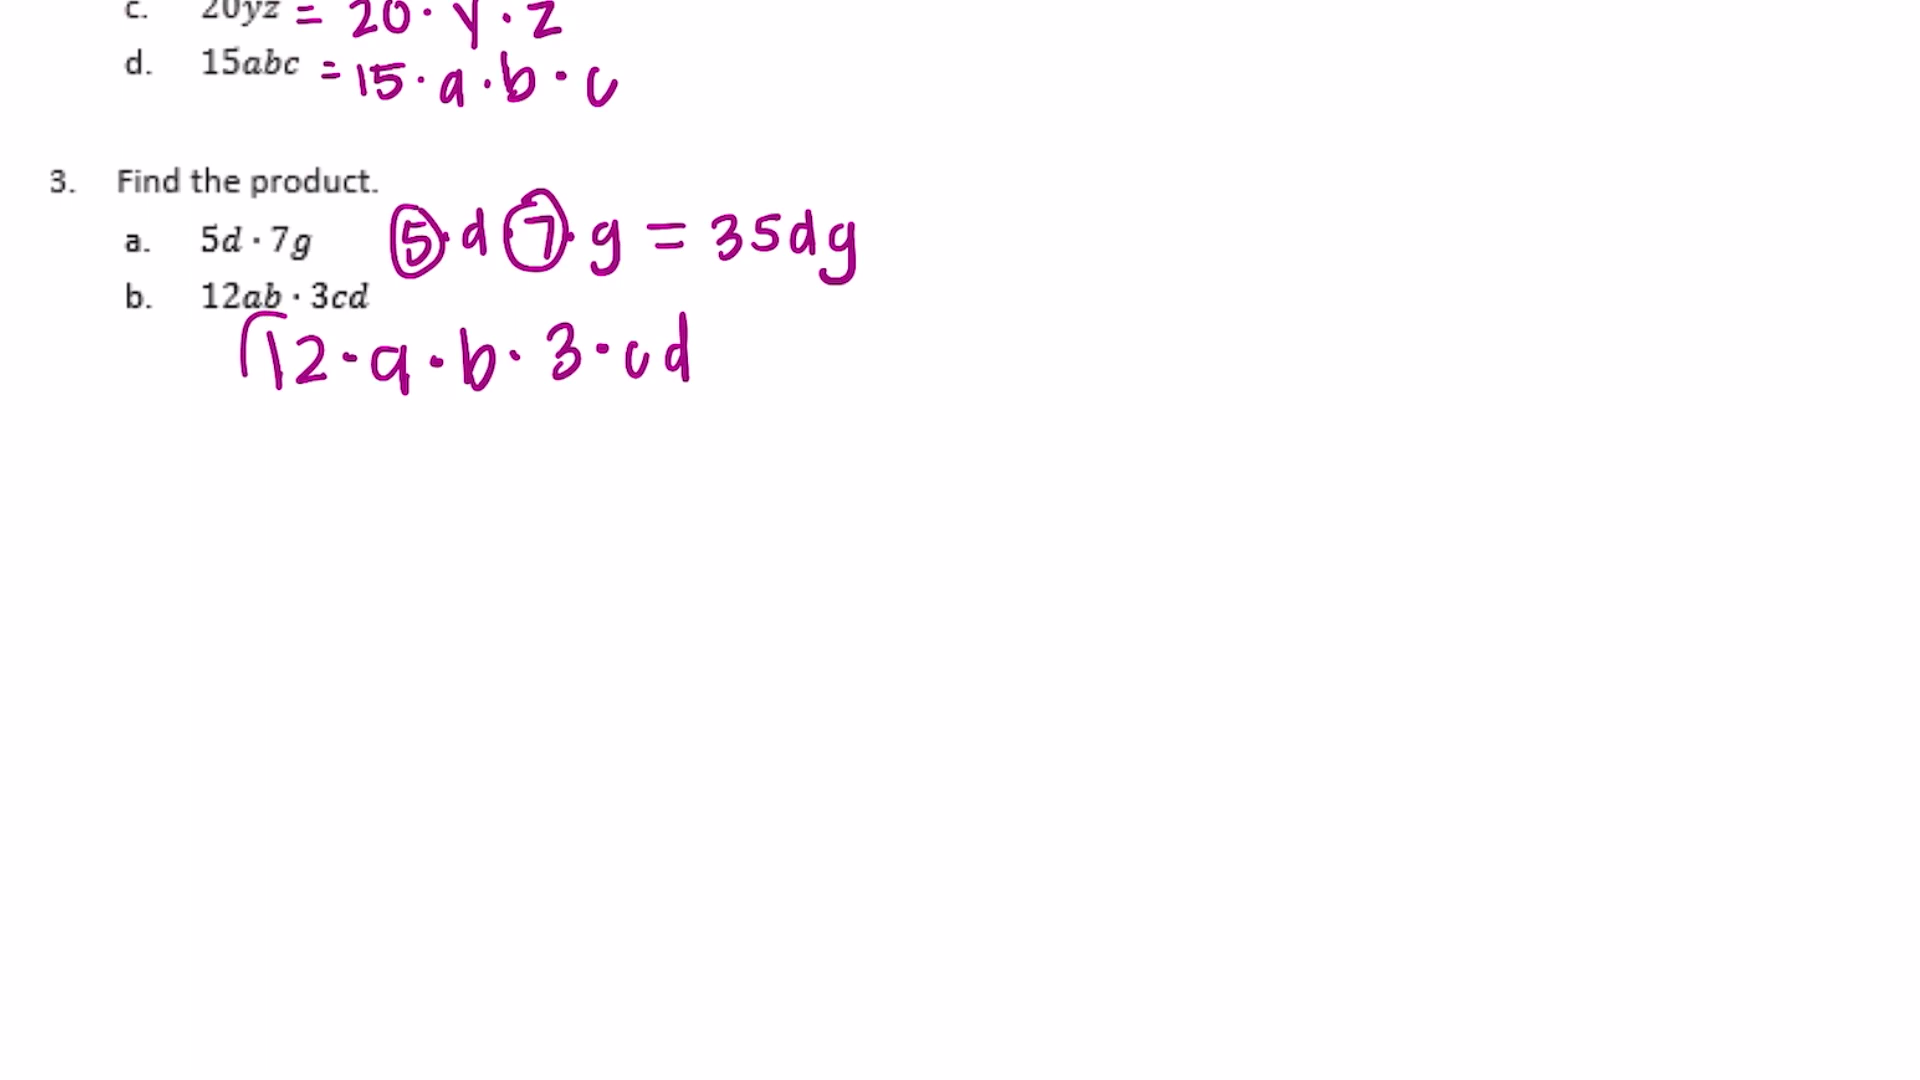 c. 20yz = 20 · y · z
d. 15abc = 15 · a · b · c
3. Find the product.
a. 5d · 7g 5 · d · 7 · g = 35dg
b. 12ab · 3cd
12 · a · b · 3 · cd